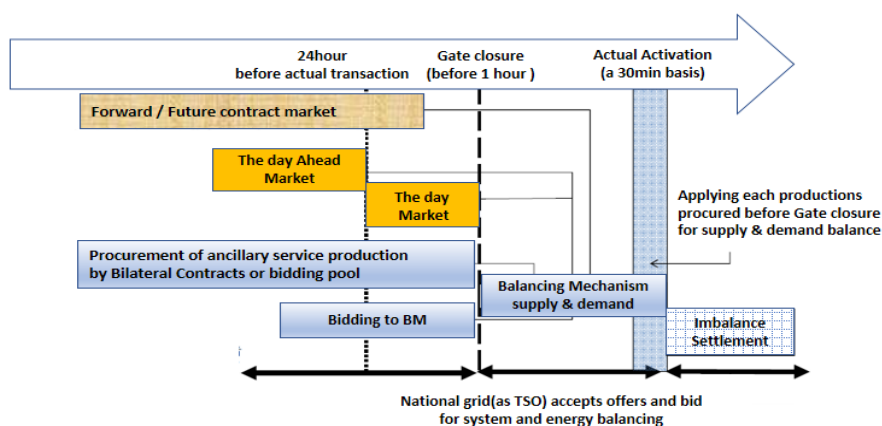 24hour
before actual transaction
Gate closure
(before 1 hour )
Actual Activation
(a 30min basis)
Forward / Future contract market
The day Ahead
Market
The day
Market
Applying each productions
procured before Gate closure
for supply & demand balance
Procurement of ancillary service production
by Bilateral Contracts or bidding pool
Balancing Mechanism
supply & demand
Bidding to BM
Imbalance
Settlement
National grid(as TSO) accepts offers and bid
for system and energy balancing